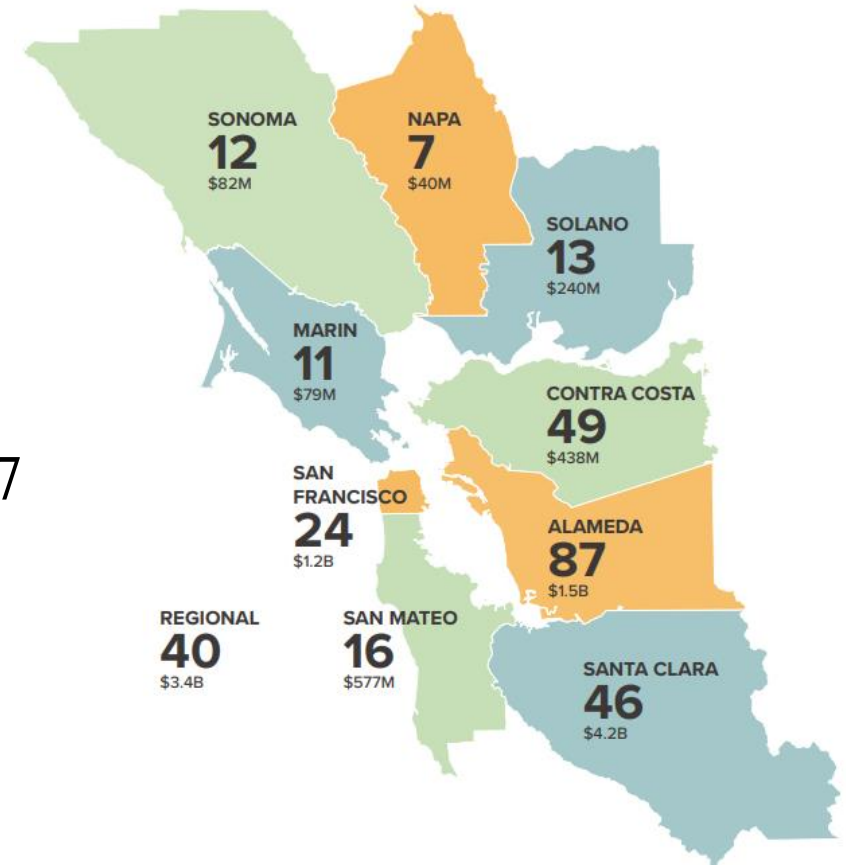 SONOMA
12
$82M
NAPA
7
$40M
SOLANO
13
$240M
MARIN
11
$79M
CONTRA COSTA
49
$438M
7
SAN
FRANCISCO
24
$1.2B
ALAMEDA
87
$1.5B
REGIONAL
40
$3.4B
SAN MATEO
16
$577M
SANTA CLARA
46
$4.2B